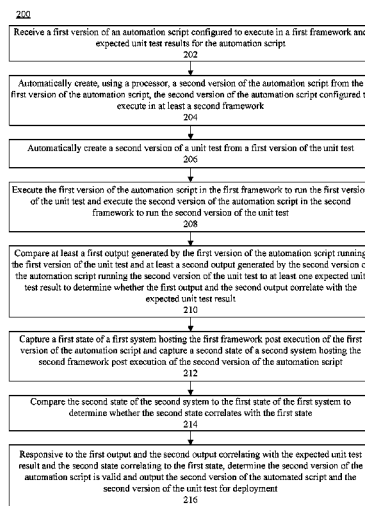 200
Receive a first version of an automation script configured to execute in a first framework and
expected unit test results for the automation script
202
Automatically create, using a processor, a second version of the automation script from the
first version of the automation script, the second version of the automation script configured t
execute in at least a second framework
204
Automatically create a second version of a unit test from a first version of the unit test
206
Execute the first version of the automation script in the first framework to run the first version
of the unit test and execute the second version of the automation script in the second
framework to run the second version of the unit test
208
Compare at least a first output generated by the first version of the automation script running
the first version of the unit test and at least a second output generated by the second version o
the automation script running the second version of the unit test to at least one expected unit
test result to determine whether the first output and the second output correlate with the
expected unit test result
210
Capture a first state of a first system hosting the first framework post execution of the first
version of the automation script and capture a second state of a second system hosting the
second framework post execution of the second version of the automation script
212
Compare the second state of the second system to the first state of the first system to
determine whether the second state correlates with the first state
214
Responsive to the first output and the second output correlating with the expected unit test
result and the second state correlating to the first state, determine the second version of the
automation script is valid and output the second version of the automated script and the
second version of the unit test for deployment
216